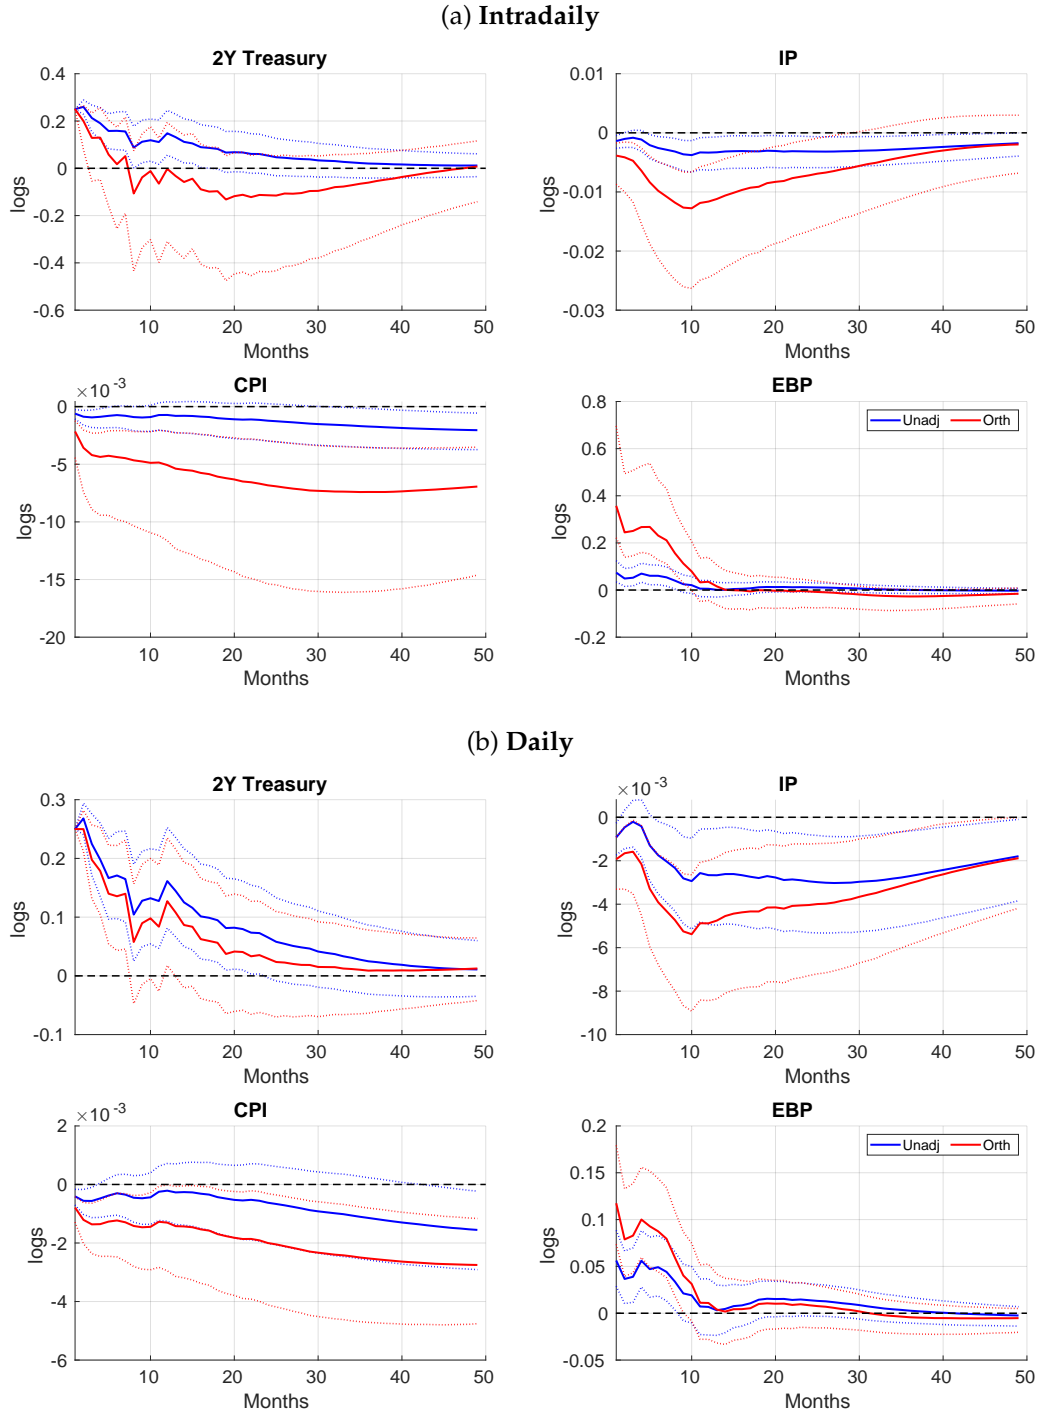 (a) Intradaily
2Y Treasury
0.4
0.2
0
-0.2
-0.4
-0.6
logs
10 20 30 40 50
Months
IP
0.01
0
-0.01
-0.02
-0.03
logs
10 20 30 40 50
Months
CPI
×10 -3
0
-5
-10
-15
-20
logs
10 20 30 40 50
Months
EBP
0.8
0.6
0.4
0.2
0
-0.2
logs
Unadj Orth
10 20 30 40 50
Months
(b) Daily
2Y Treasury
0.3
0.2
0.1
0
-0.1
logs
10 20 30 40 50
Months
IP
×10 -3
0
-2
-4
-6
-8
-10
logs
10 20 30 40 50
Months
CPI
×10 -3
2
0
-2
-4
-6
logs
10 20 30 40 50
Months
EBP
0.2
0.15
0.1
0.05
0
-0.05
logs
Unadj Orth
10 20 30 40 50
Months